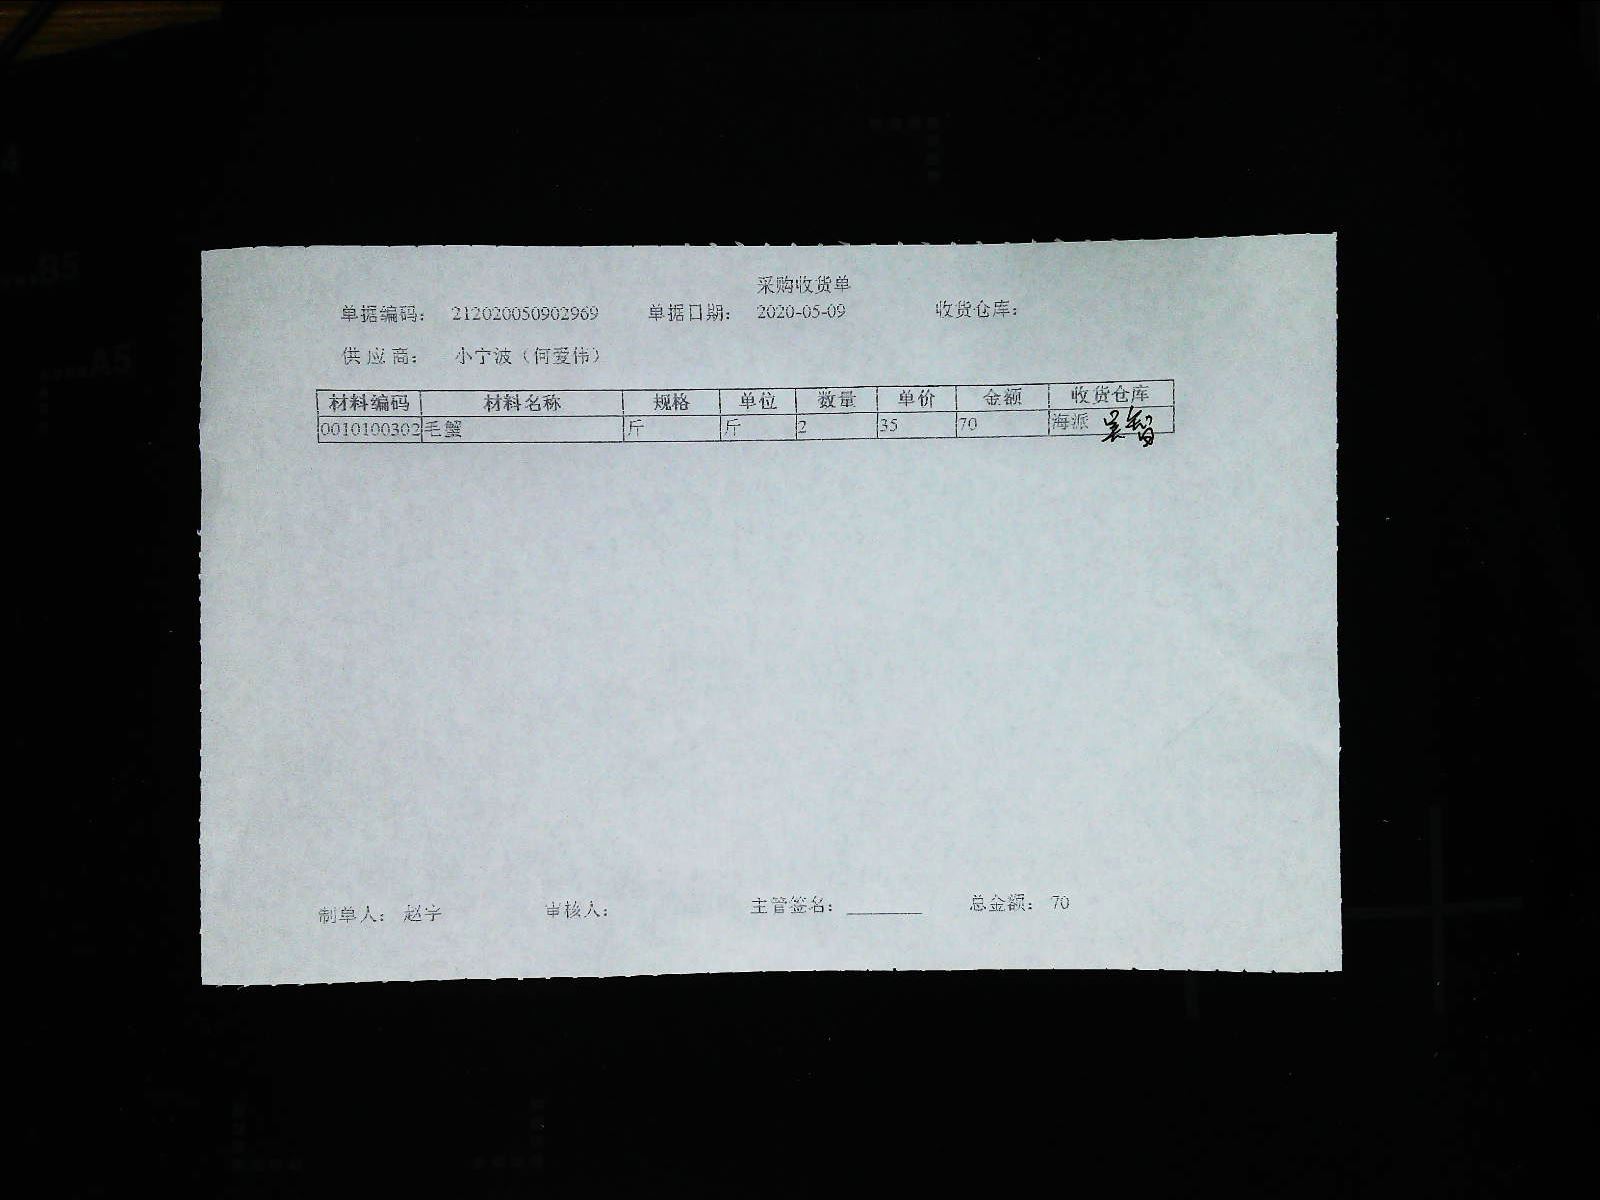 采购收货单
单据编码: 212020050902969 单据日期: 2020-05-09 收货仓库:
供应商: 小宁波（何爱伟）
材料编码 材料名称 规格 单位 数量 单价 金额 收货仓库
0010100302 毛蟹 斤 斤 2 35 70 海派
制单人: 赵宇 审核人: 主管签名: ________ 总金额: 70
B5
A5